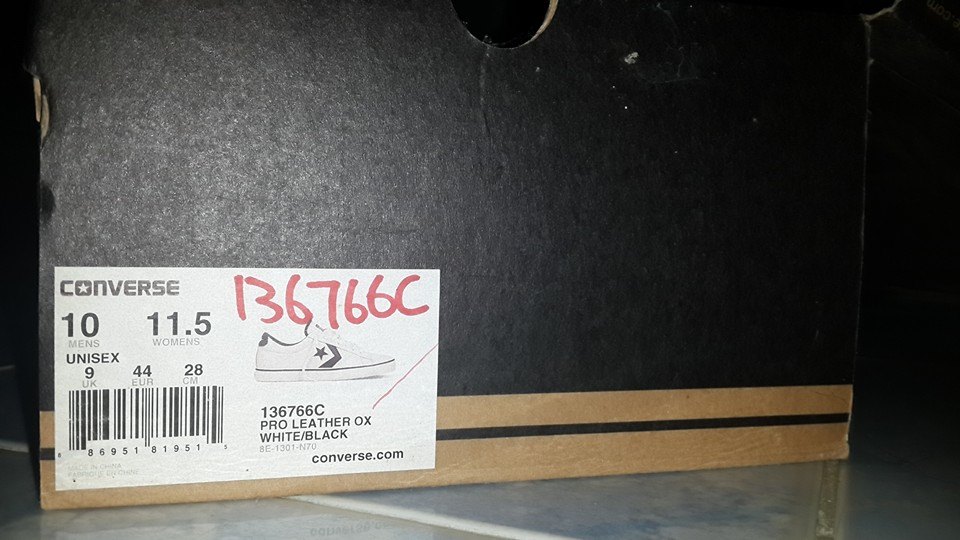 CONVERSE
136766C
10 11.5
MENS WOMENS
UNISEX
9 44 28
UK EUR CM
136766C
PRO LEATHER OX
WHITE/BLACK
8E-1301-N70
converse.com
8 86951 81951 5
MADE IN CHINA
FABRIQUE EN CHINE